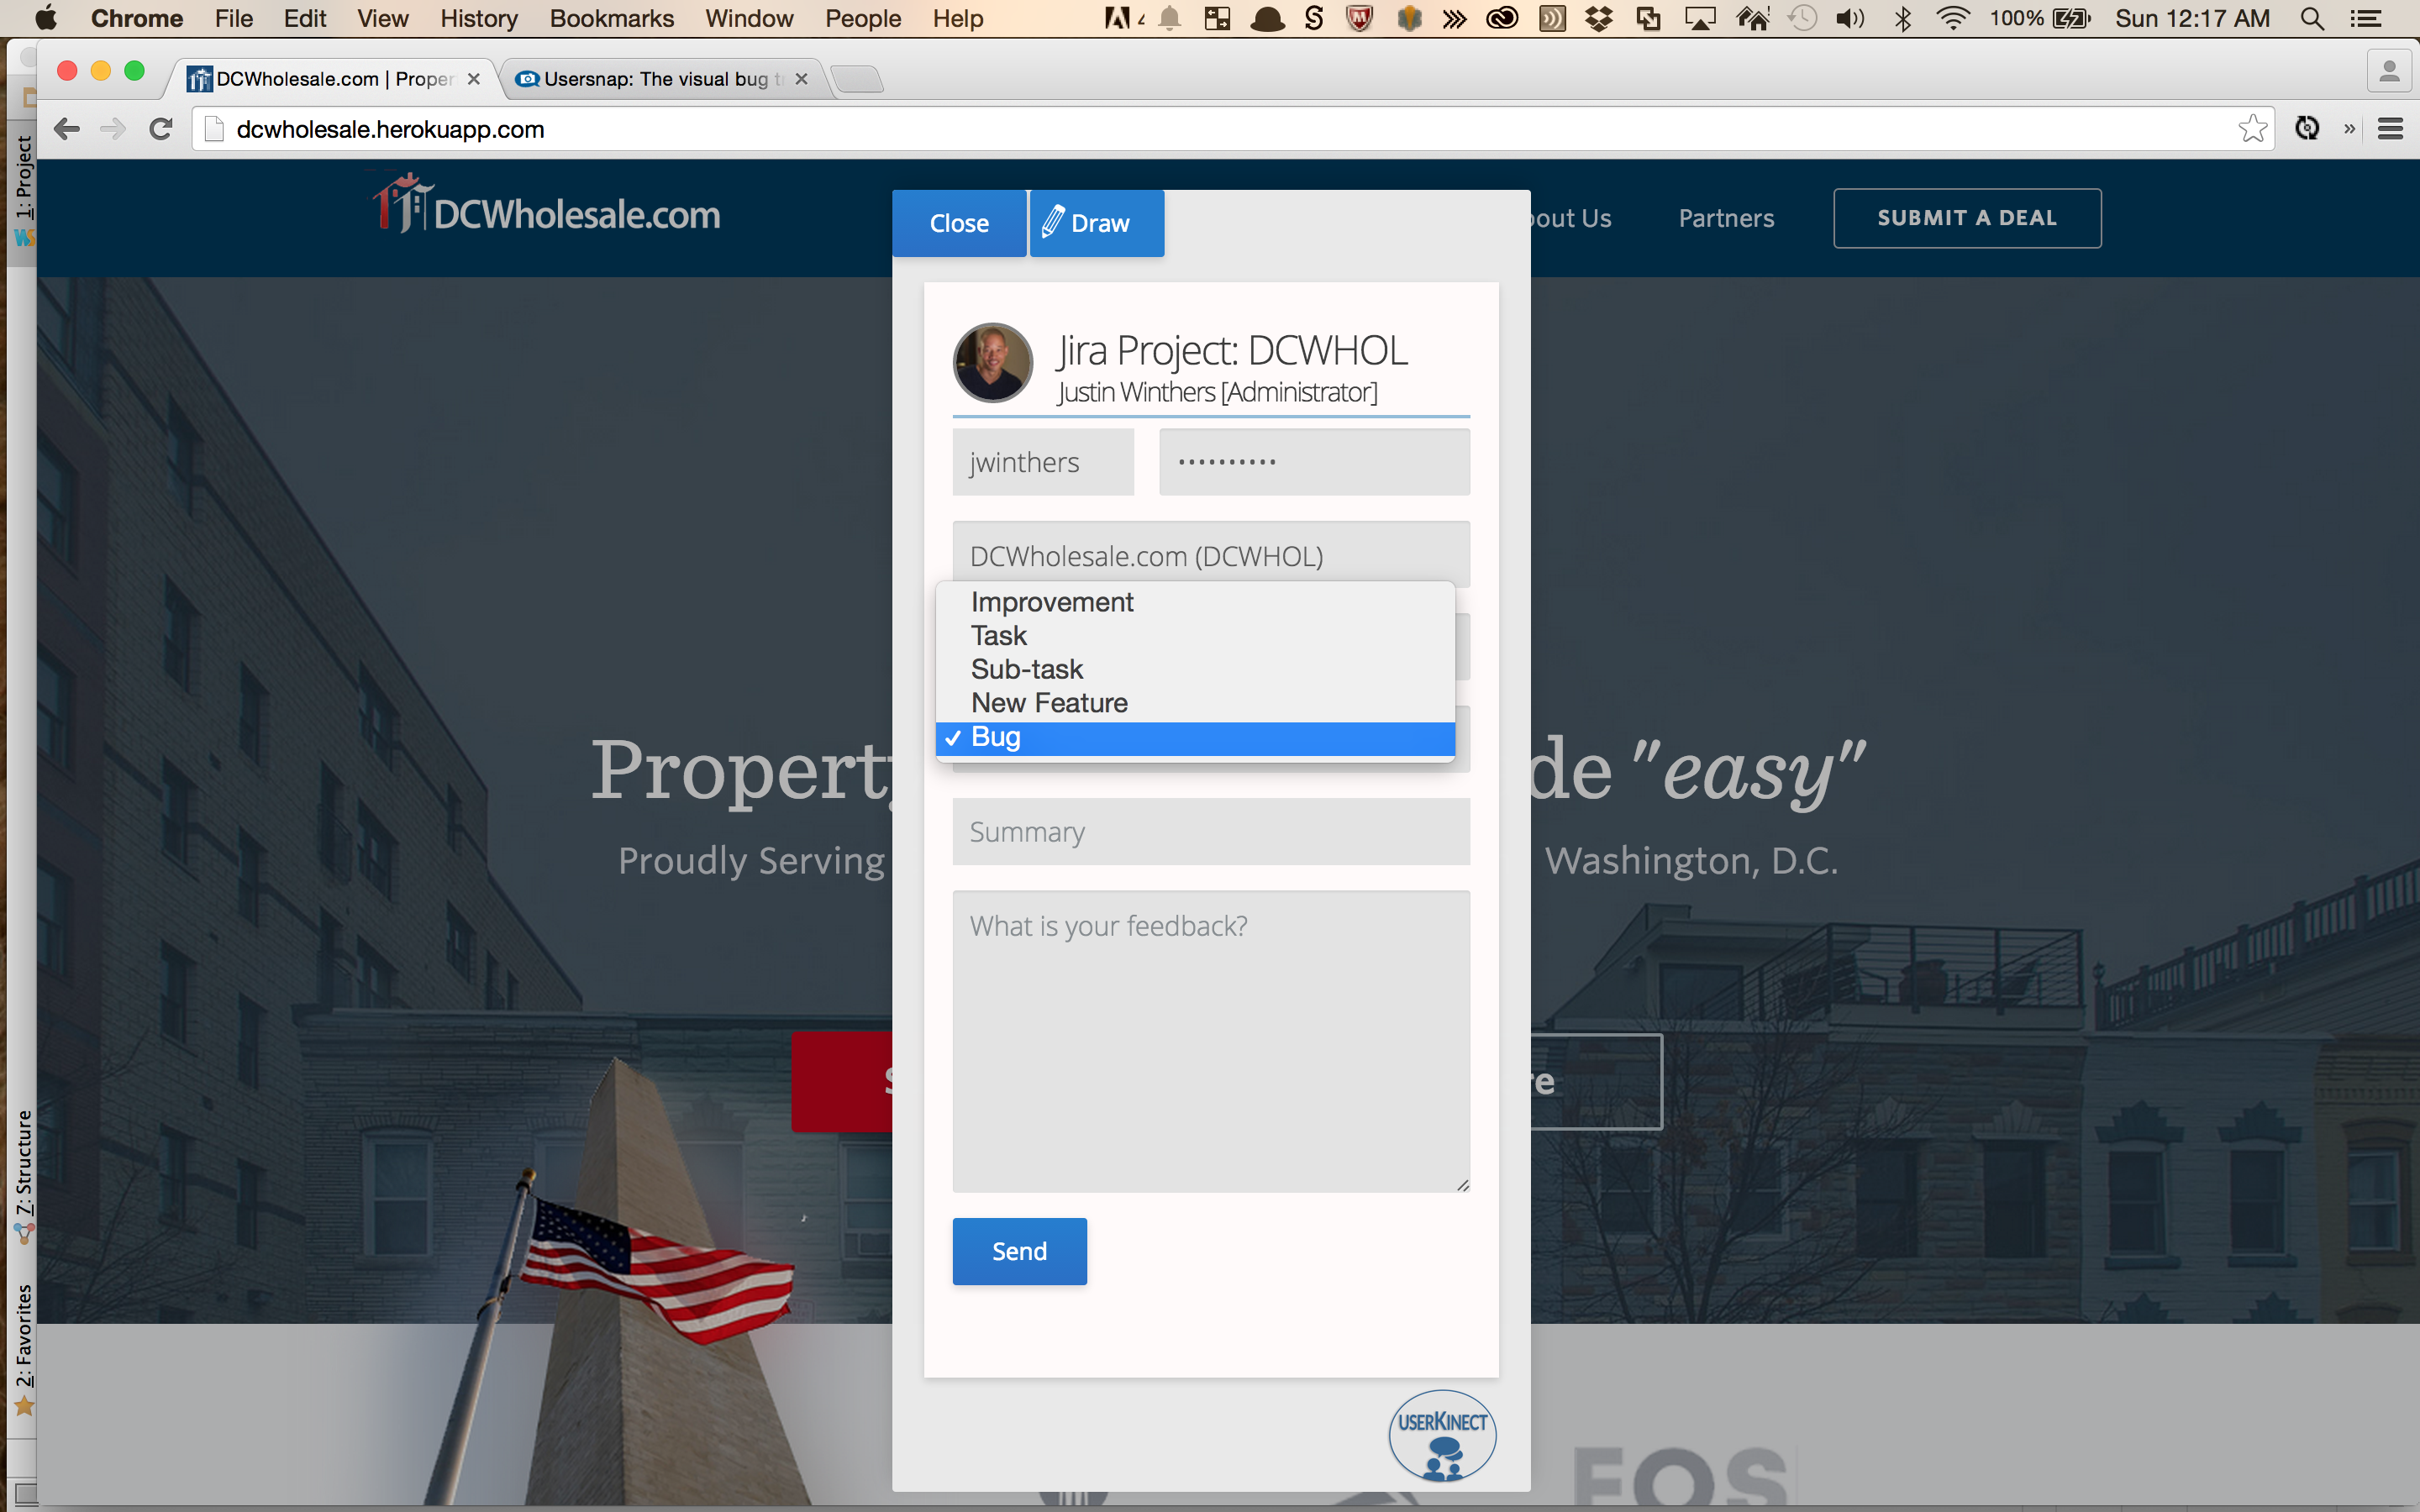 Chrome File Edit View History Bookmarks Window People Help 100% Sun 12:17 AM
DCWholesale.com | Proper
Usersnap: The visual bug t
dcwholesale.herokuapp.com
1: Project
Z: Structure
2: Favorites
DCWholesale.com
Close
Draw
out Us
Partners
SUBMIT A DEAL
Jira Project: DCWHOL
Justin Winthers [Administrator]
jwinthers ••••••••••
DCWholesale.com (DCWHOL)
Improvement
Task
Sub-task
New Feature
✓ Bug
Property de "easy"
Proudly Serving Washington, D.C.
Summary
What is your feedback?
Send
USERKINECT